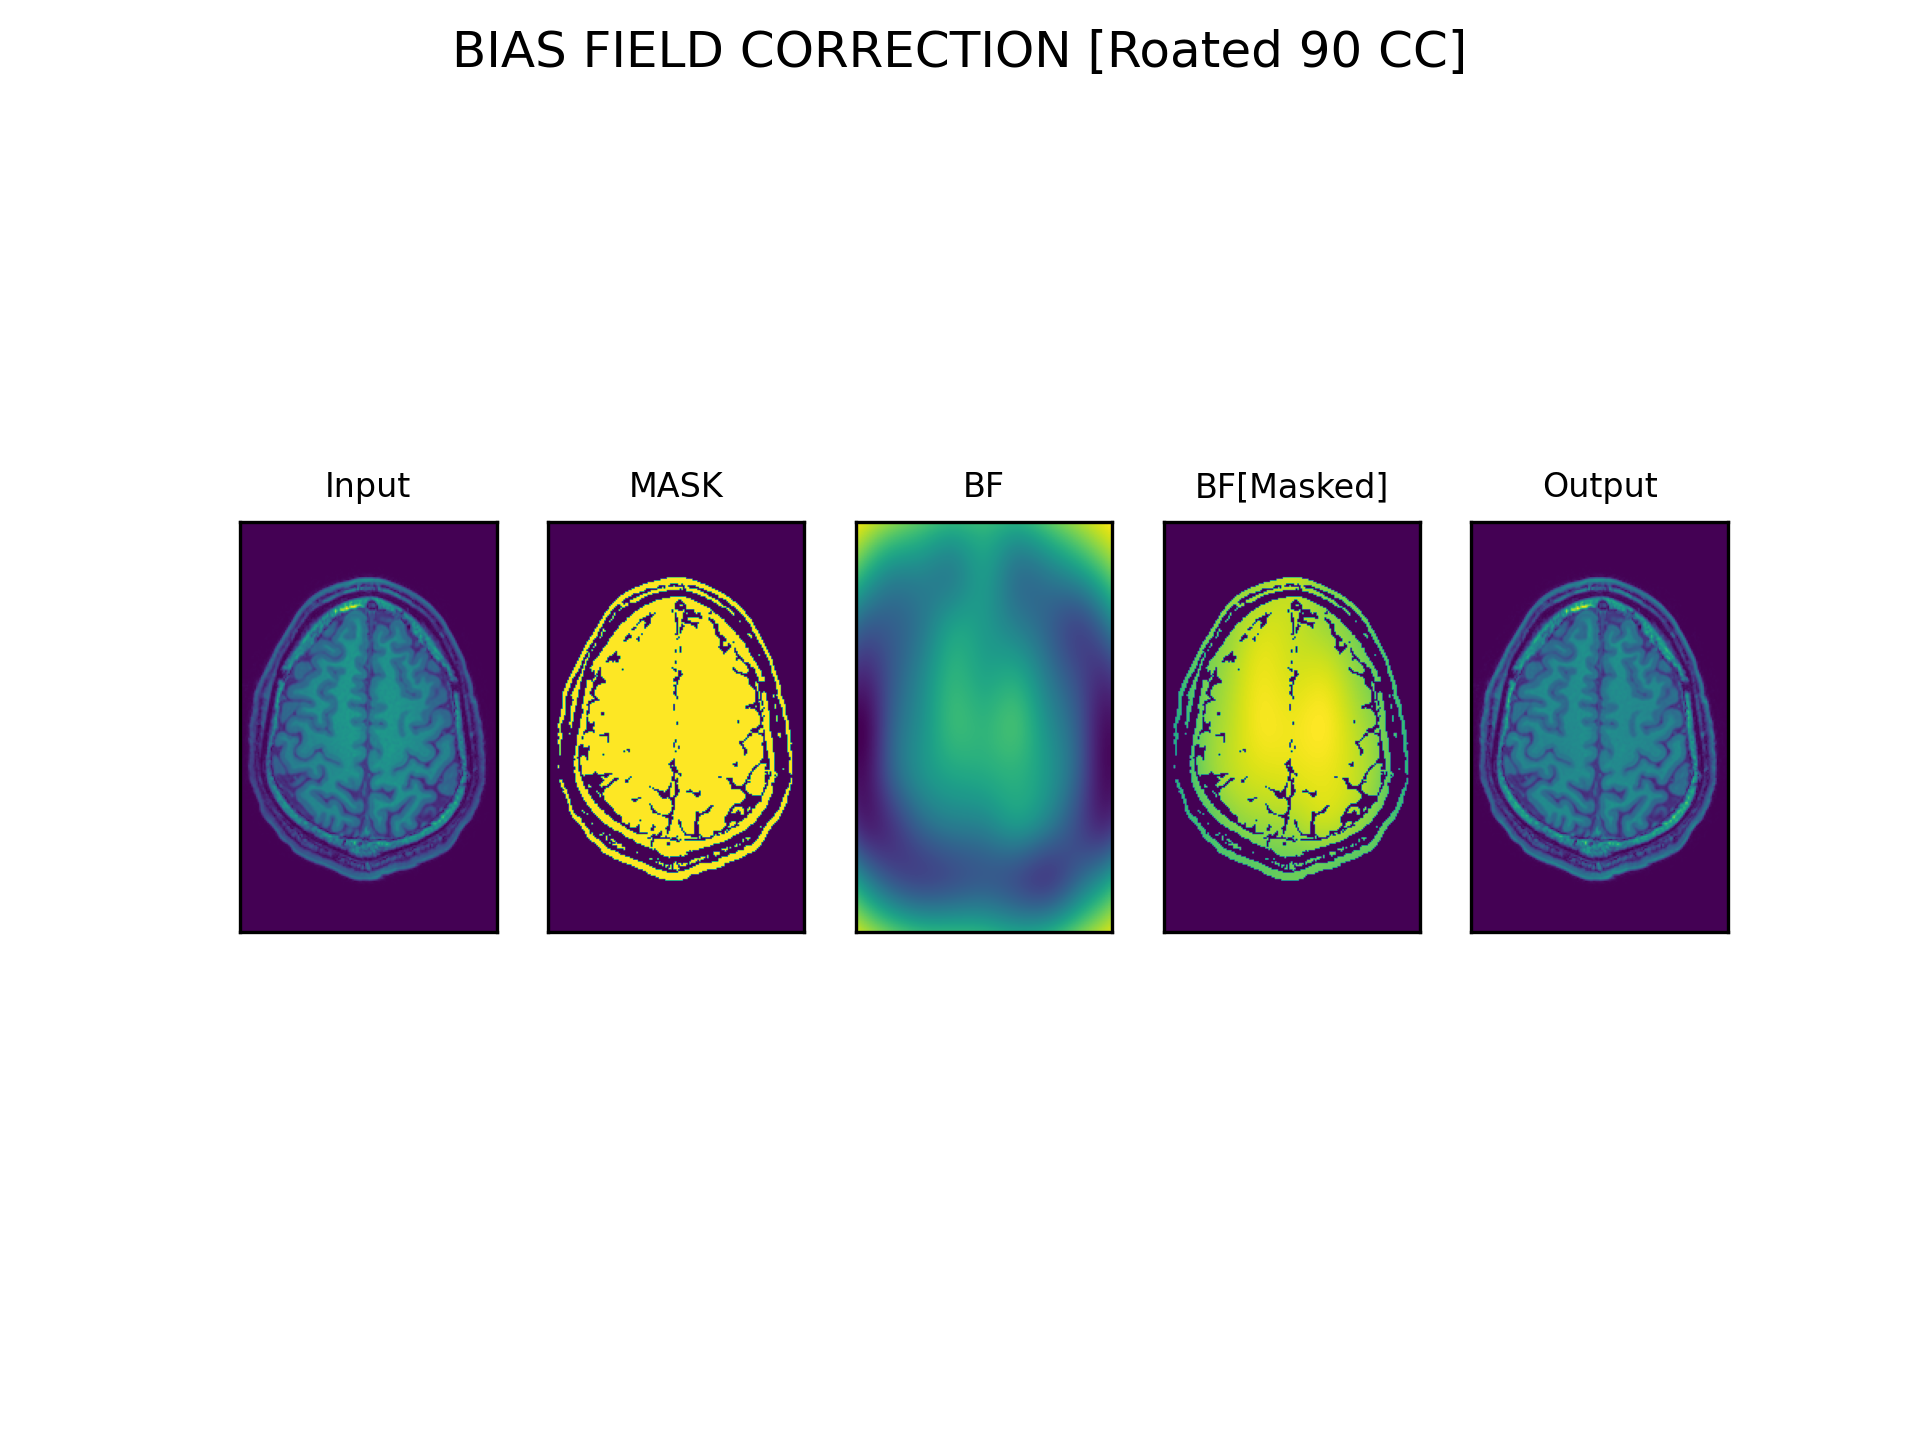 BIAS FIELD CORRECTION [Roated 90 CC]
Input
MASK
BF
BF[Masked]
Output